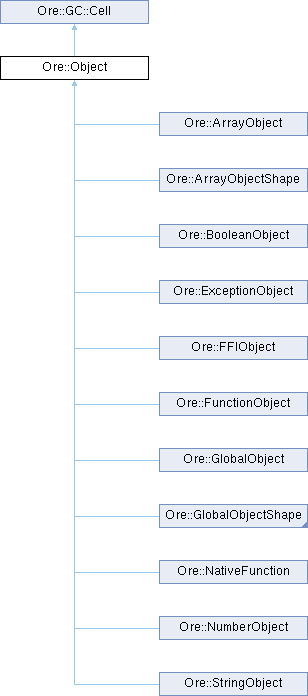 Ore::GC::Cell
Ore::Object
Ore::ArrayObject
Ore::ArrayObjectShape
Ore::BooleanObject
Ore::ExceptionObject
Ore::FFIObject
Ore::FunctionObject
Ore::GlobalObject
Ore::GlobalObjectShape
Ore::NativeFunction
Ore::NumberObject
Ore::StringObject